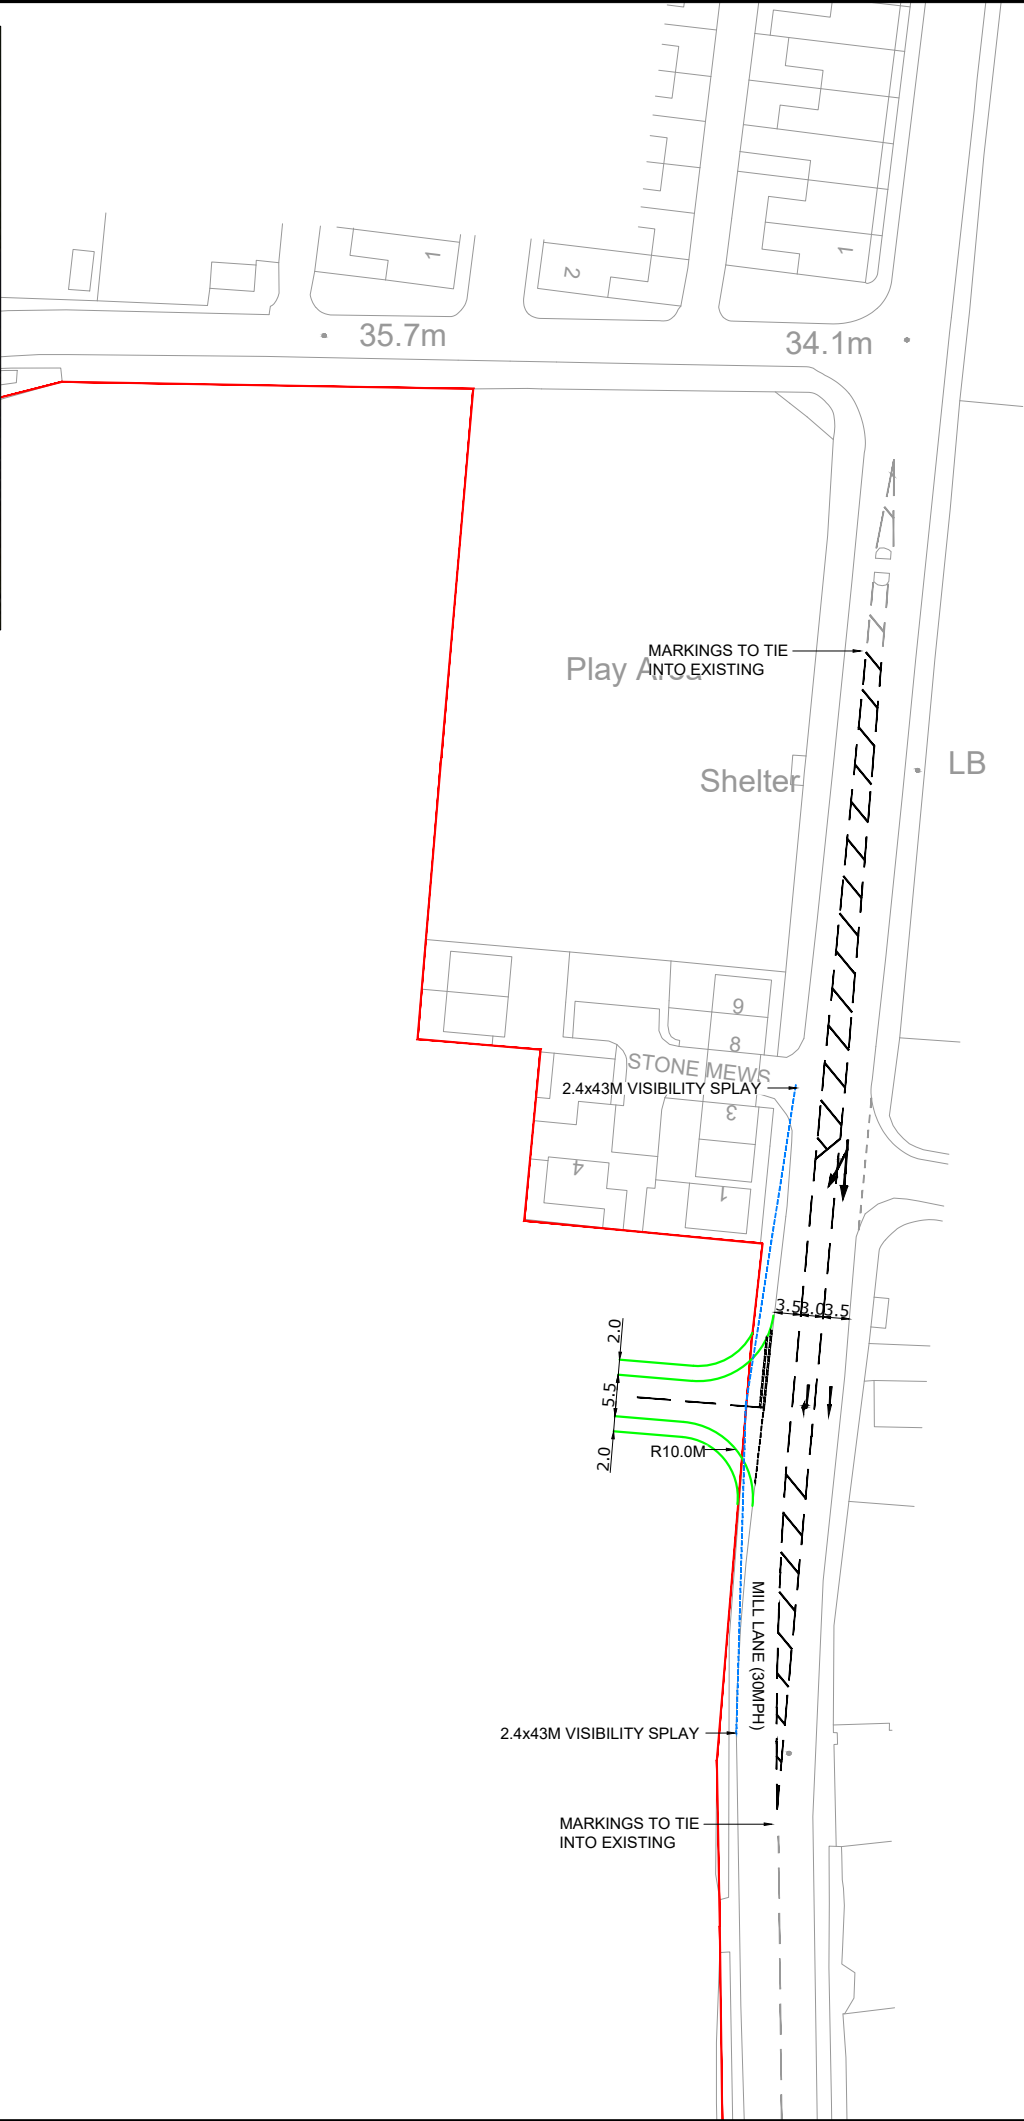 1
2
1
35.7m
34.1m
MARKINGS TO TIE
INTO EXISTING
Play Area
Shelter
LB
9
8
STONE MEWS
2.4x43M VISIBILITY SPLAY
3
4
1
3.5
3.0
3.5
2.0
5.5
2.0
R10.0M
MILL LANE (30MPH)
2.4x43M VISIBILITY SPLAY
MARKINGS TO TIE
INTO EXISTING